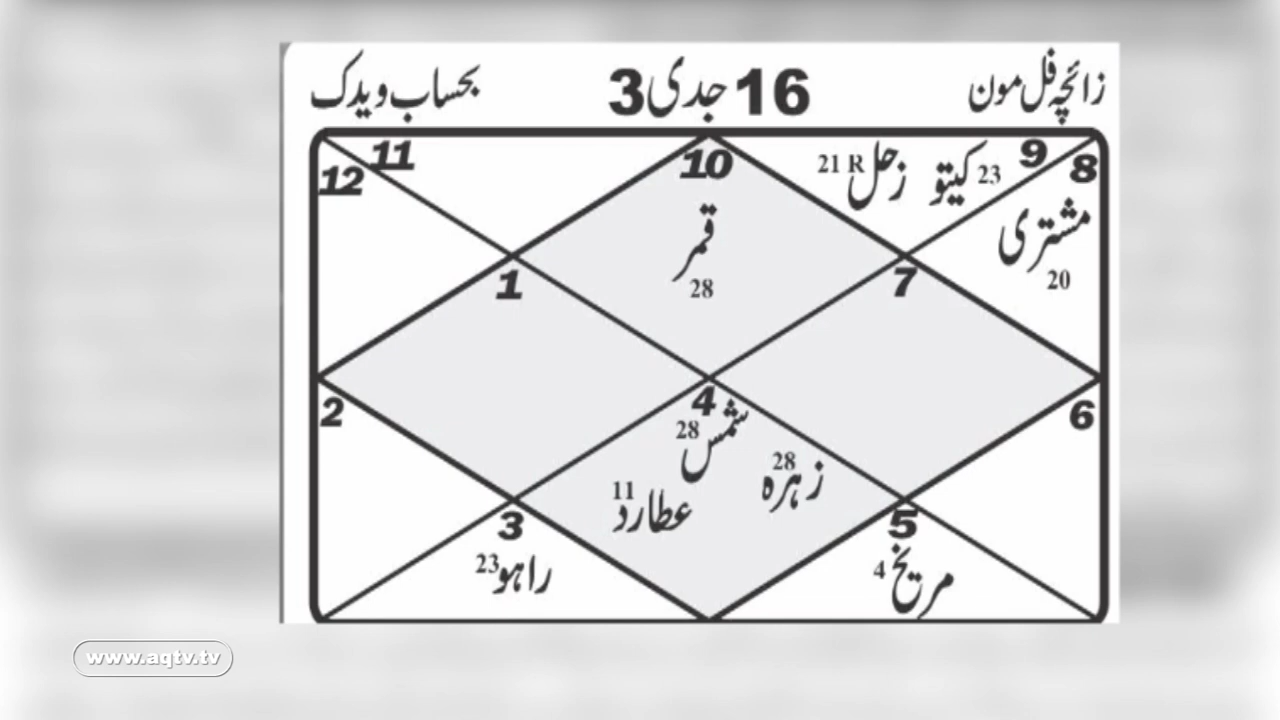 زائچہ فل مون
16 جدی 3
بحساب ویدک
10
قمر
28
9
کیتو 23
زحل 21 R
8
مشتری
20
11
12
1
7
2
6
4
شمس 28
زہرہ 28
عطارد 11
3
راہو 23
5
مریخ 4
www.aqtv.tv